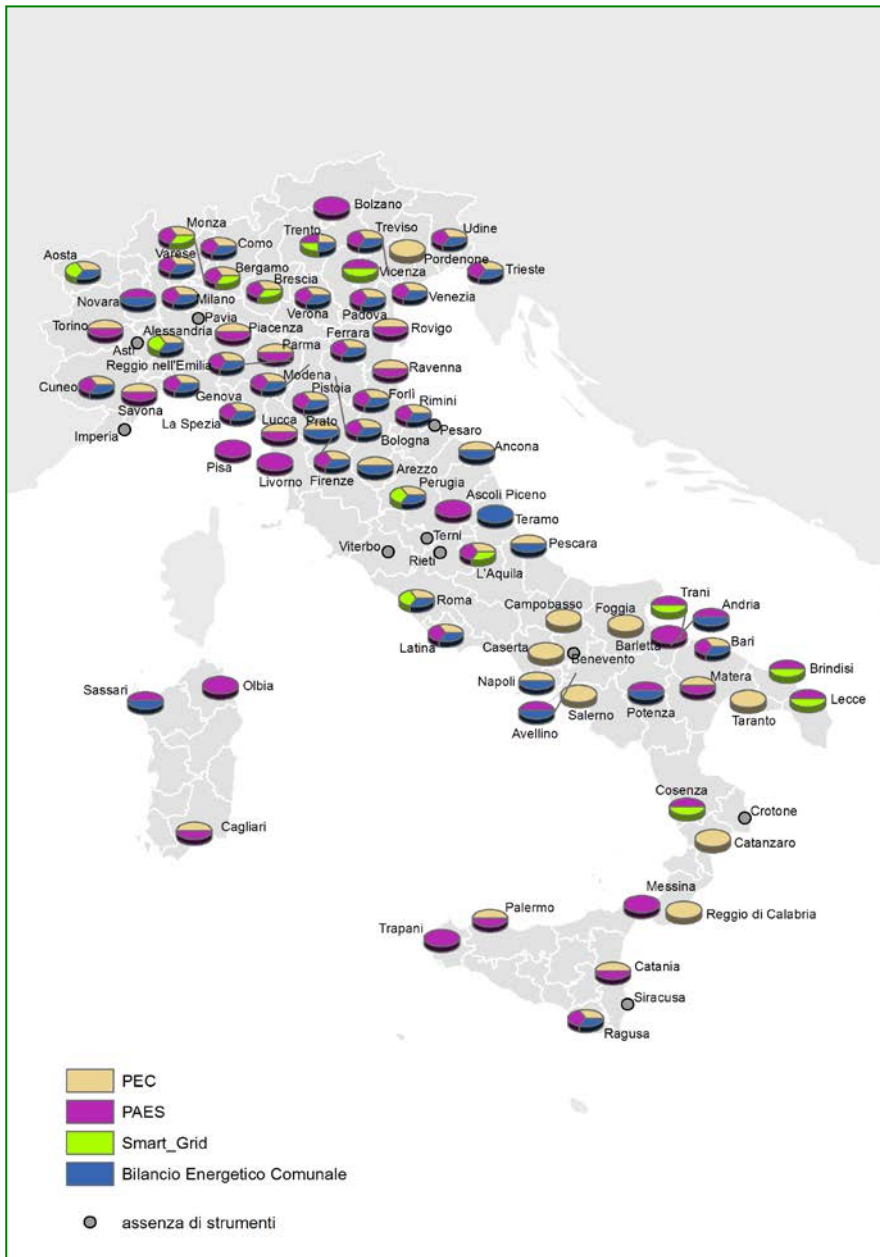 Bolzano
Monza
Trento
Treviso
Udine
Como
Pordenone
Aosta
Varese
Bergamo
Vicenza
Trieste
Brescia
Novara
Milano
Verona
Padova
Venezia
Pavia
Torino
Alessandria
Piacenza
Ferrara
Rovigo
Asti
Parma
Reggio nell'Emilia
Ravenna
Cuneo
Modena
Savona
Genova
Pistoia
Forlì
Rimini
La Spezia
Lucca
Prato
Imperia
Bologna
Pesaro
Ancona
Pisa
Livorno
Firenze
Arezzo
Perugia
Ascoli Piceno
Teramo
Terni
Pescara
Viterbo
Rieti
L'Aquila
Trani
Roma
Campobasso
Foggia
Andria
Latina
Caserta
Barletta
Bari
Benevento
Brindisi
Napoli
Matera
Sassari
Olbia
Salerno
Potenza
Taranto
Lecce
Avellino
Cosenza
Crotone
Cagliari
Catanzaro
Messina
Palermo
Reggio di Calabria
Trapani
Catania
Siracusa
Ragusa
PEC
PAES
Smart_Grid
Bilancio Energetico Comunale
assenza di strumenti